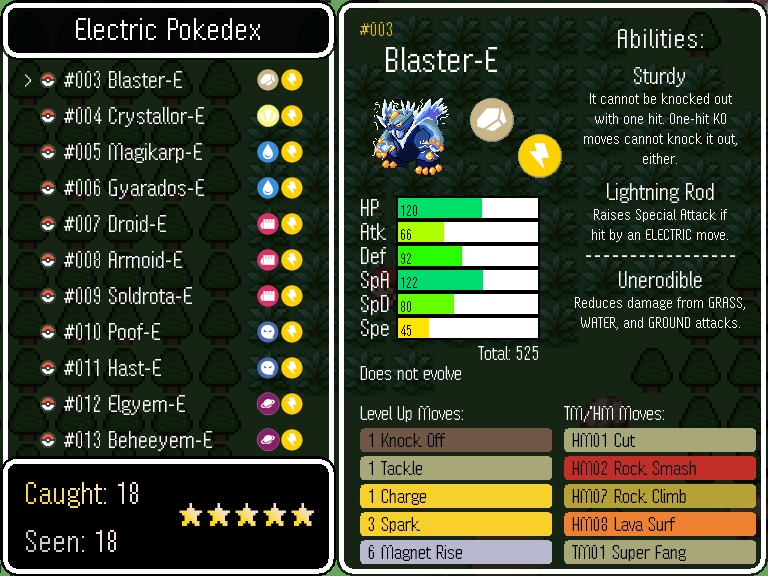 Electric Pokedex
#003 Blaster-E
#004 Crystallor-E
#005 Magikarp-E
#006 Gyarados-E
#007 Droid-E
#008 Armoid-E
#009 Soldrota-E
#010 Poof-E
#011 Hast-E
#012 Elgyem-E
#013 Beheeyem-E
Caught: 18
Seen: 18
#003
Blaster-E
HP 120
Atk 66
Def 92
SpA 122
SpD 80
Spe 45
Total: 525
Does not evolve
Abilities:
Sturdy
It cannot be knocked out
with one hit. One-hit KO
moves cannot knock it out,
either.
Lightning Rod
Raises Special Attack if
hit by an ELECTRIC move.
---------------
Unerodible
Reduces damage from GRASS,
WATER, and GROUND attacks.
Level Up Moves:
1 Knock Off
1 Tackle
1 Charge
3 Spark
6 Magnet Rise
TM/HM Moves:
HM01 Cut
HM02 Rock Smash
HM07 Rock Climb
HM08 Lava Surf
TM01 Super Fang